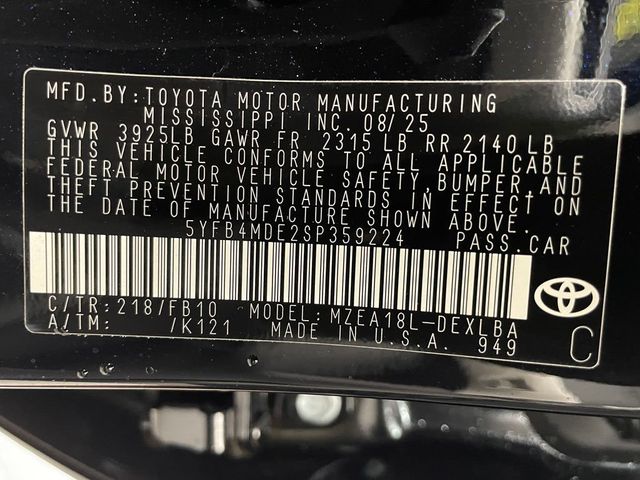 MFD.BY:TOYOTA MOTOR MANUFACTURING
MISSISSIPPI INC. 08/25
GVWR 3925LB GAWR FR 2315 LB RR 2140 LB
THIS VEHICLE CONFORMS TO ALL APPLICABLE
FEDERAL MOTOR VEHICLE SAFETY,BUMPER,AND
THEFT PREVENTION STANDARDS IN EFFECT ON
THE DATE OF MANUFACTURE SHOWN ABOVE.
5YFB4MDE2SP359224 PASS.CAR
C/TR:218/FB10 MODEL:MZEA18L-DEXLBA
A/TM: /K121 MADE IN U.S.A. 949
C